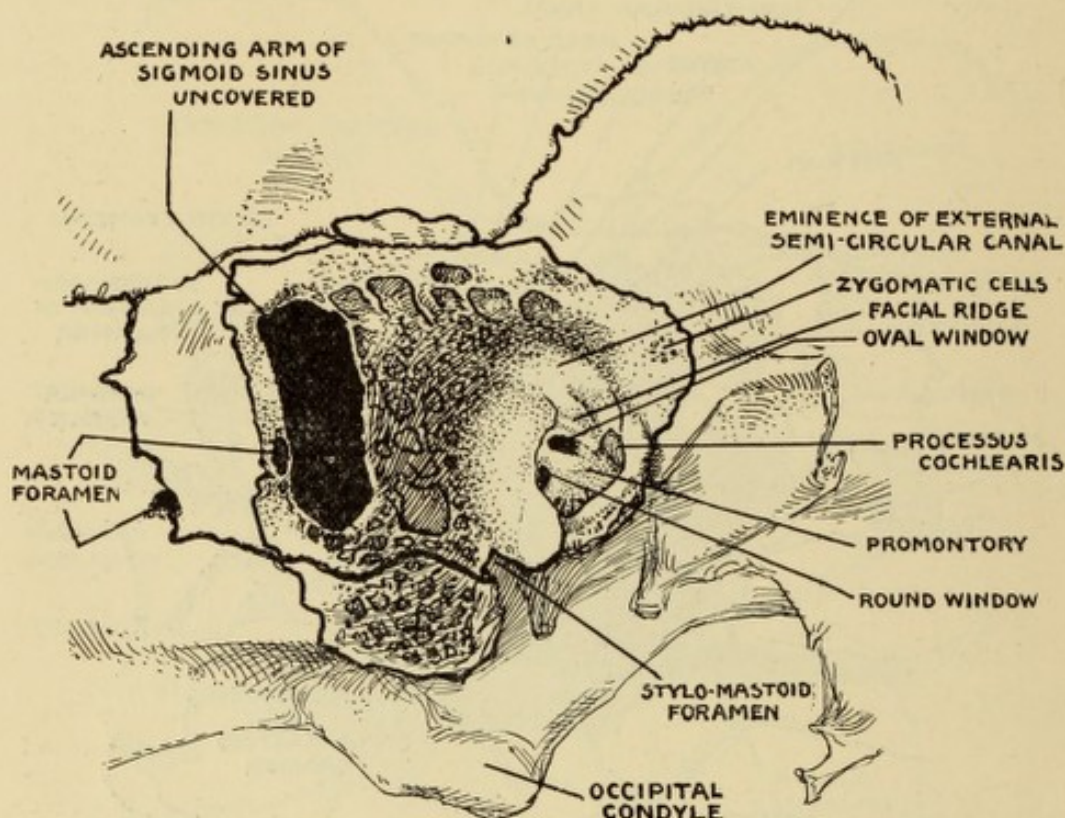 ASCENDING ARM OF
SIGMOID SINUS
UNCOVERED
EMINENCE OF EXTERNAL
SEMI-CIRCULAR CANAL
ZYGOMATIC CELLS
FACIAL RIDGE
OVAL WINDOW
PROCESSUS
COCHLEARIS
MASTOID
FORAMEN
PROMONTORY
ROUND WINDOW
STYLO-MASTOID
FORAMEN
OCCIPITAL
CONDYLE